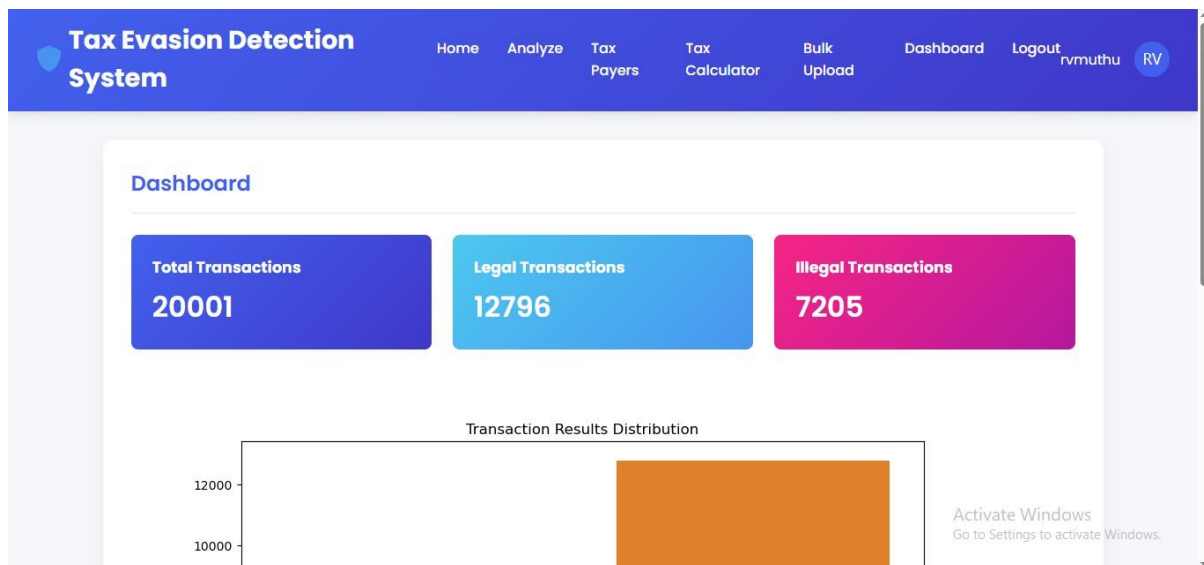 Tax Evasion Detection
System
Home
Analyze
Tax
Payers
Tax
Calculator
Bulk
Upload
Dashboard
Logout
rvmuthu
RV
Dashboard
Total Transactions
20001
Legal Transactions
12796
Illegal Transactions
7205
Transaction Results Distribution
12000
10000
Activate Windows
Go to Settings to activate Windows.